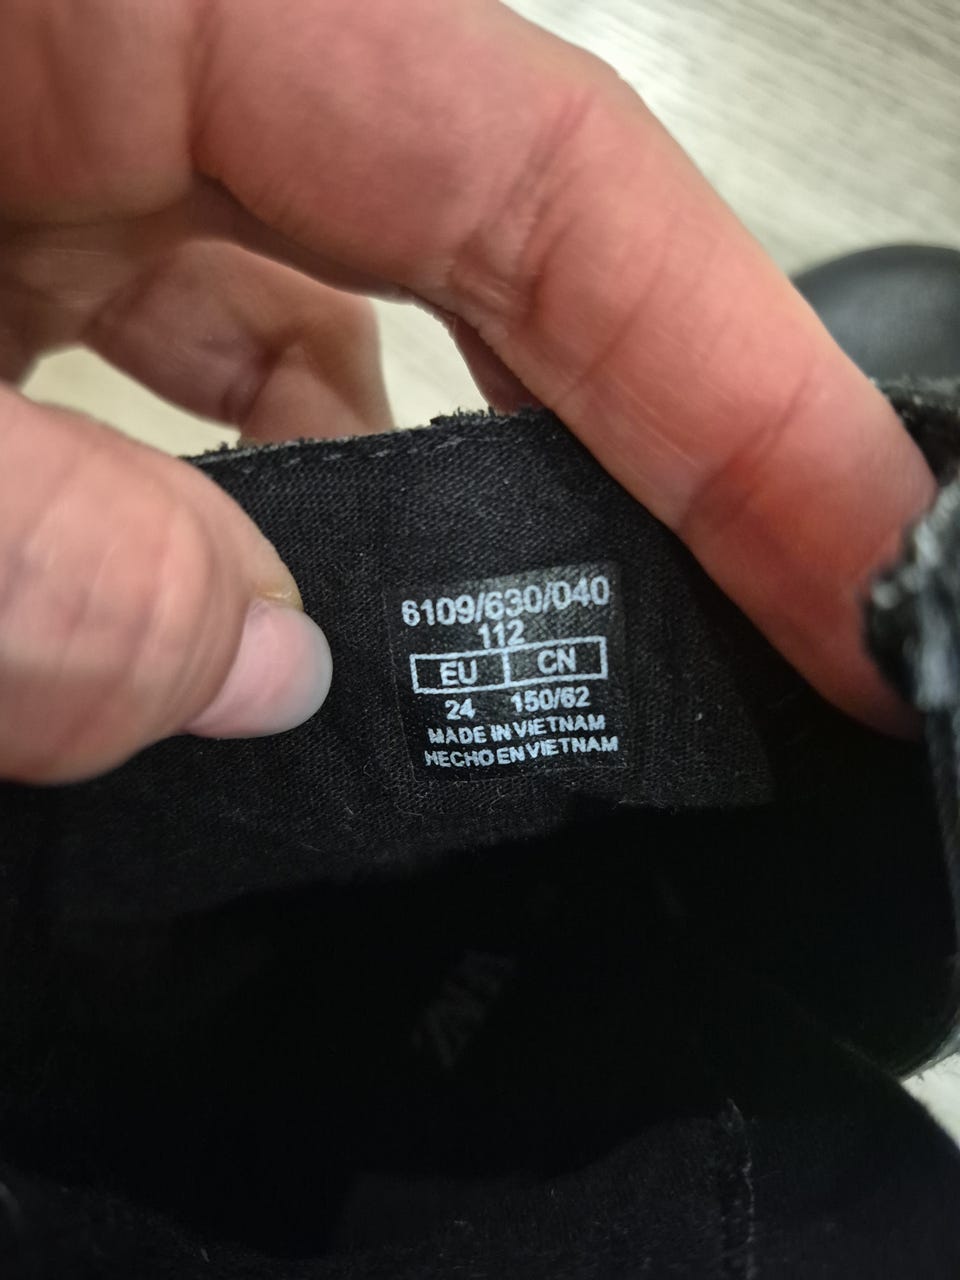 6109/630/040
112
EU CN
24 150/62
MADE IN VIETNAM
HECHO EN VIETNAM